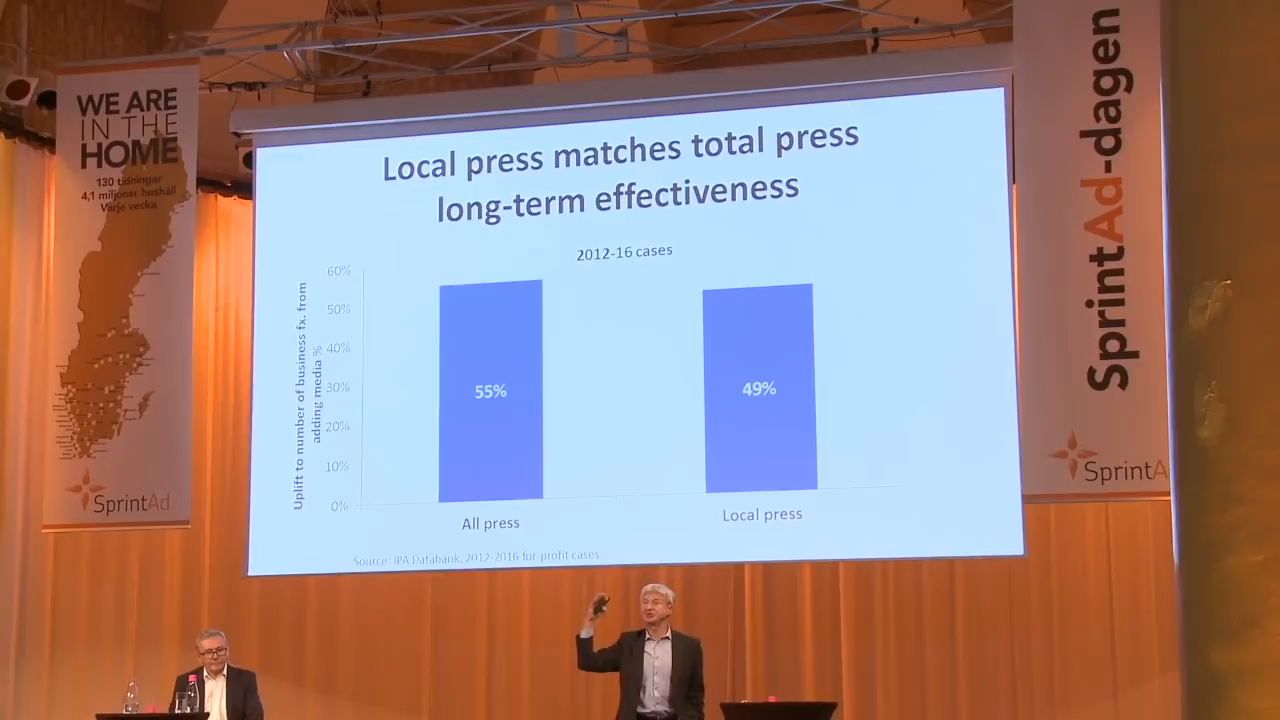 WE ARE
IN THE
HOME
130 tidningar
4,1 miljoner hushåll
Varje vecka
SprintAd
Local press matches total press
long-term effectiveness
2012-16 cases
Uplift to number of business fx. from
adding media %
60%
50%
40%
30%
20%
10%
0%
55%
49%
All press
Local press
Source: IPA Databank, 2012-2016 for-profit cases
SprintAd-dagen
SprintA